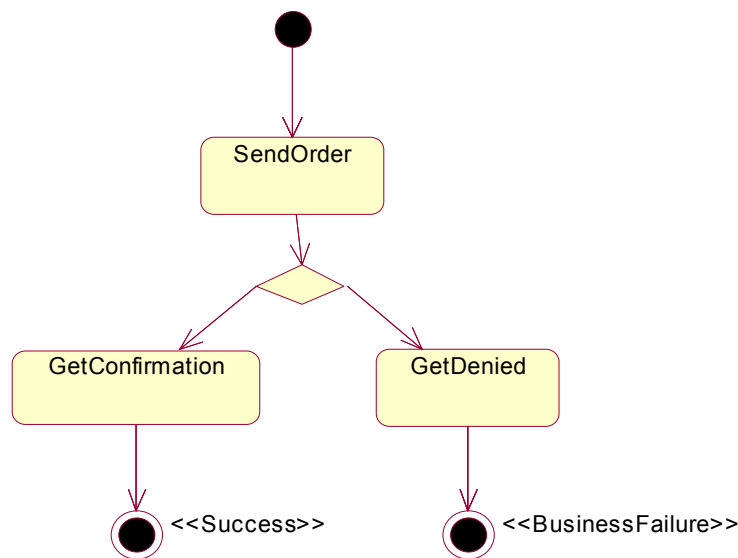 SendOrder
GetConfirmation
GetDenied
<<Success>>
<<BusinessFailure>>